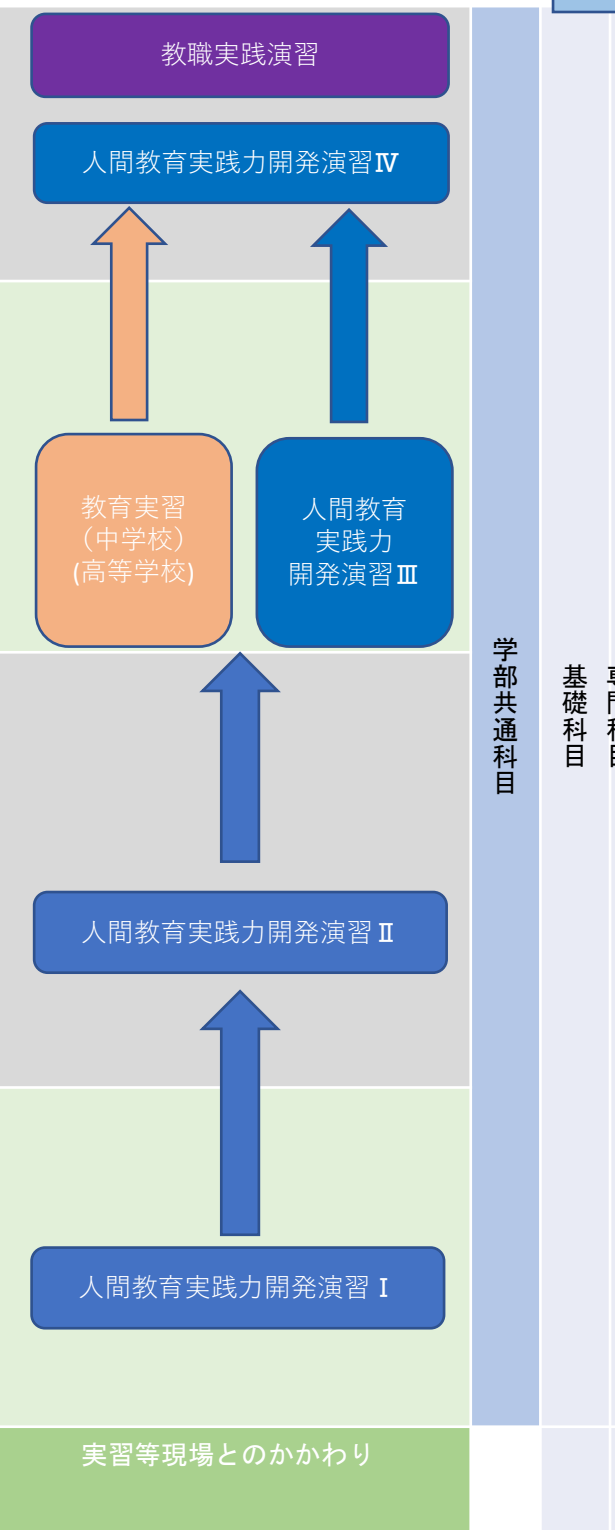 教職実践演習
人間教育実践力開発演習Ⅳ
教育実習
（中学校）
(高等学校)
人間教育
実践力
開発演習Ⅲ
人間教育実践力開発演習Ⅱ
人間教育実践力開発演習Ⅰ
実習等現場とのかかわり
学部共通科目
専門科目
基礎科目